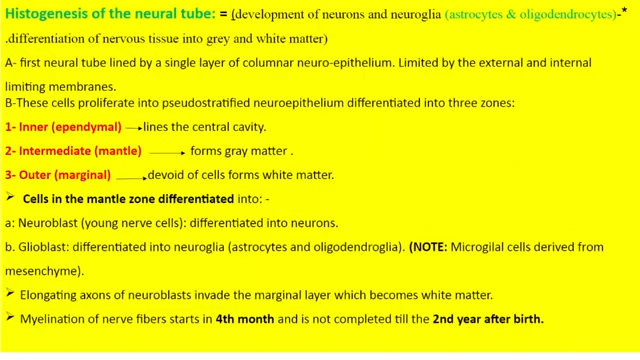 Histogenesis of the neural tube: = (development of neurons and neuroglia (astrocytes & oligodendrocytes)-*
.differentiation of nervous tissue into grey and white matter)
A- first neural tube lined by a single layer of columnar neuro-epithelium. Limited by the external and internal
limiting membranes.
B-These cells proliferate into pseudostratified neuroepithelium differentiated into three zones:
1- Inner (ependymal) → lines the central cavity.
2- Intermediate (mantle) → forms gray matter .
3- Outer (marginal) → devoid of cells forms white matter.
➢ Cells in the mantle zone differentiated into: -
a: Neuroblast (young nerve cells): differentiated into neurons.
b. Glioblast: differentiated into neuroglia (astrocytes and oligodendroglia). (NOTE: Microgilal cells derived from
mesenchyme).
➢ Elongating axons of neuroblasts invade the marginal layer which becomes white matter.
➢ Myelination of nerve fibers starts in 4th month and is not completed till the 2nd year after birth.